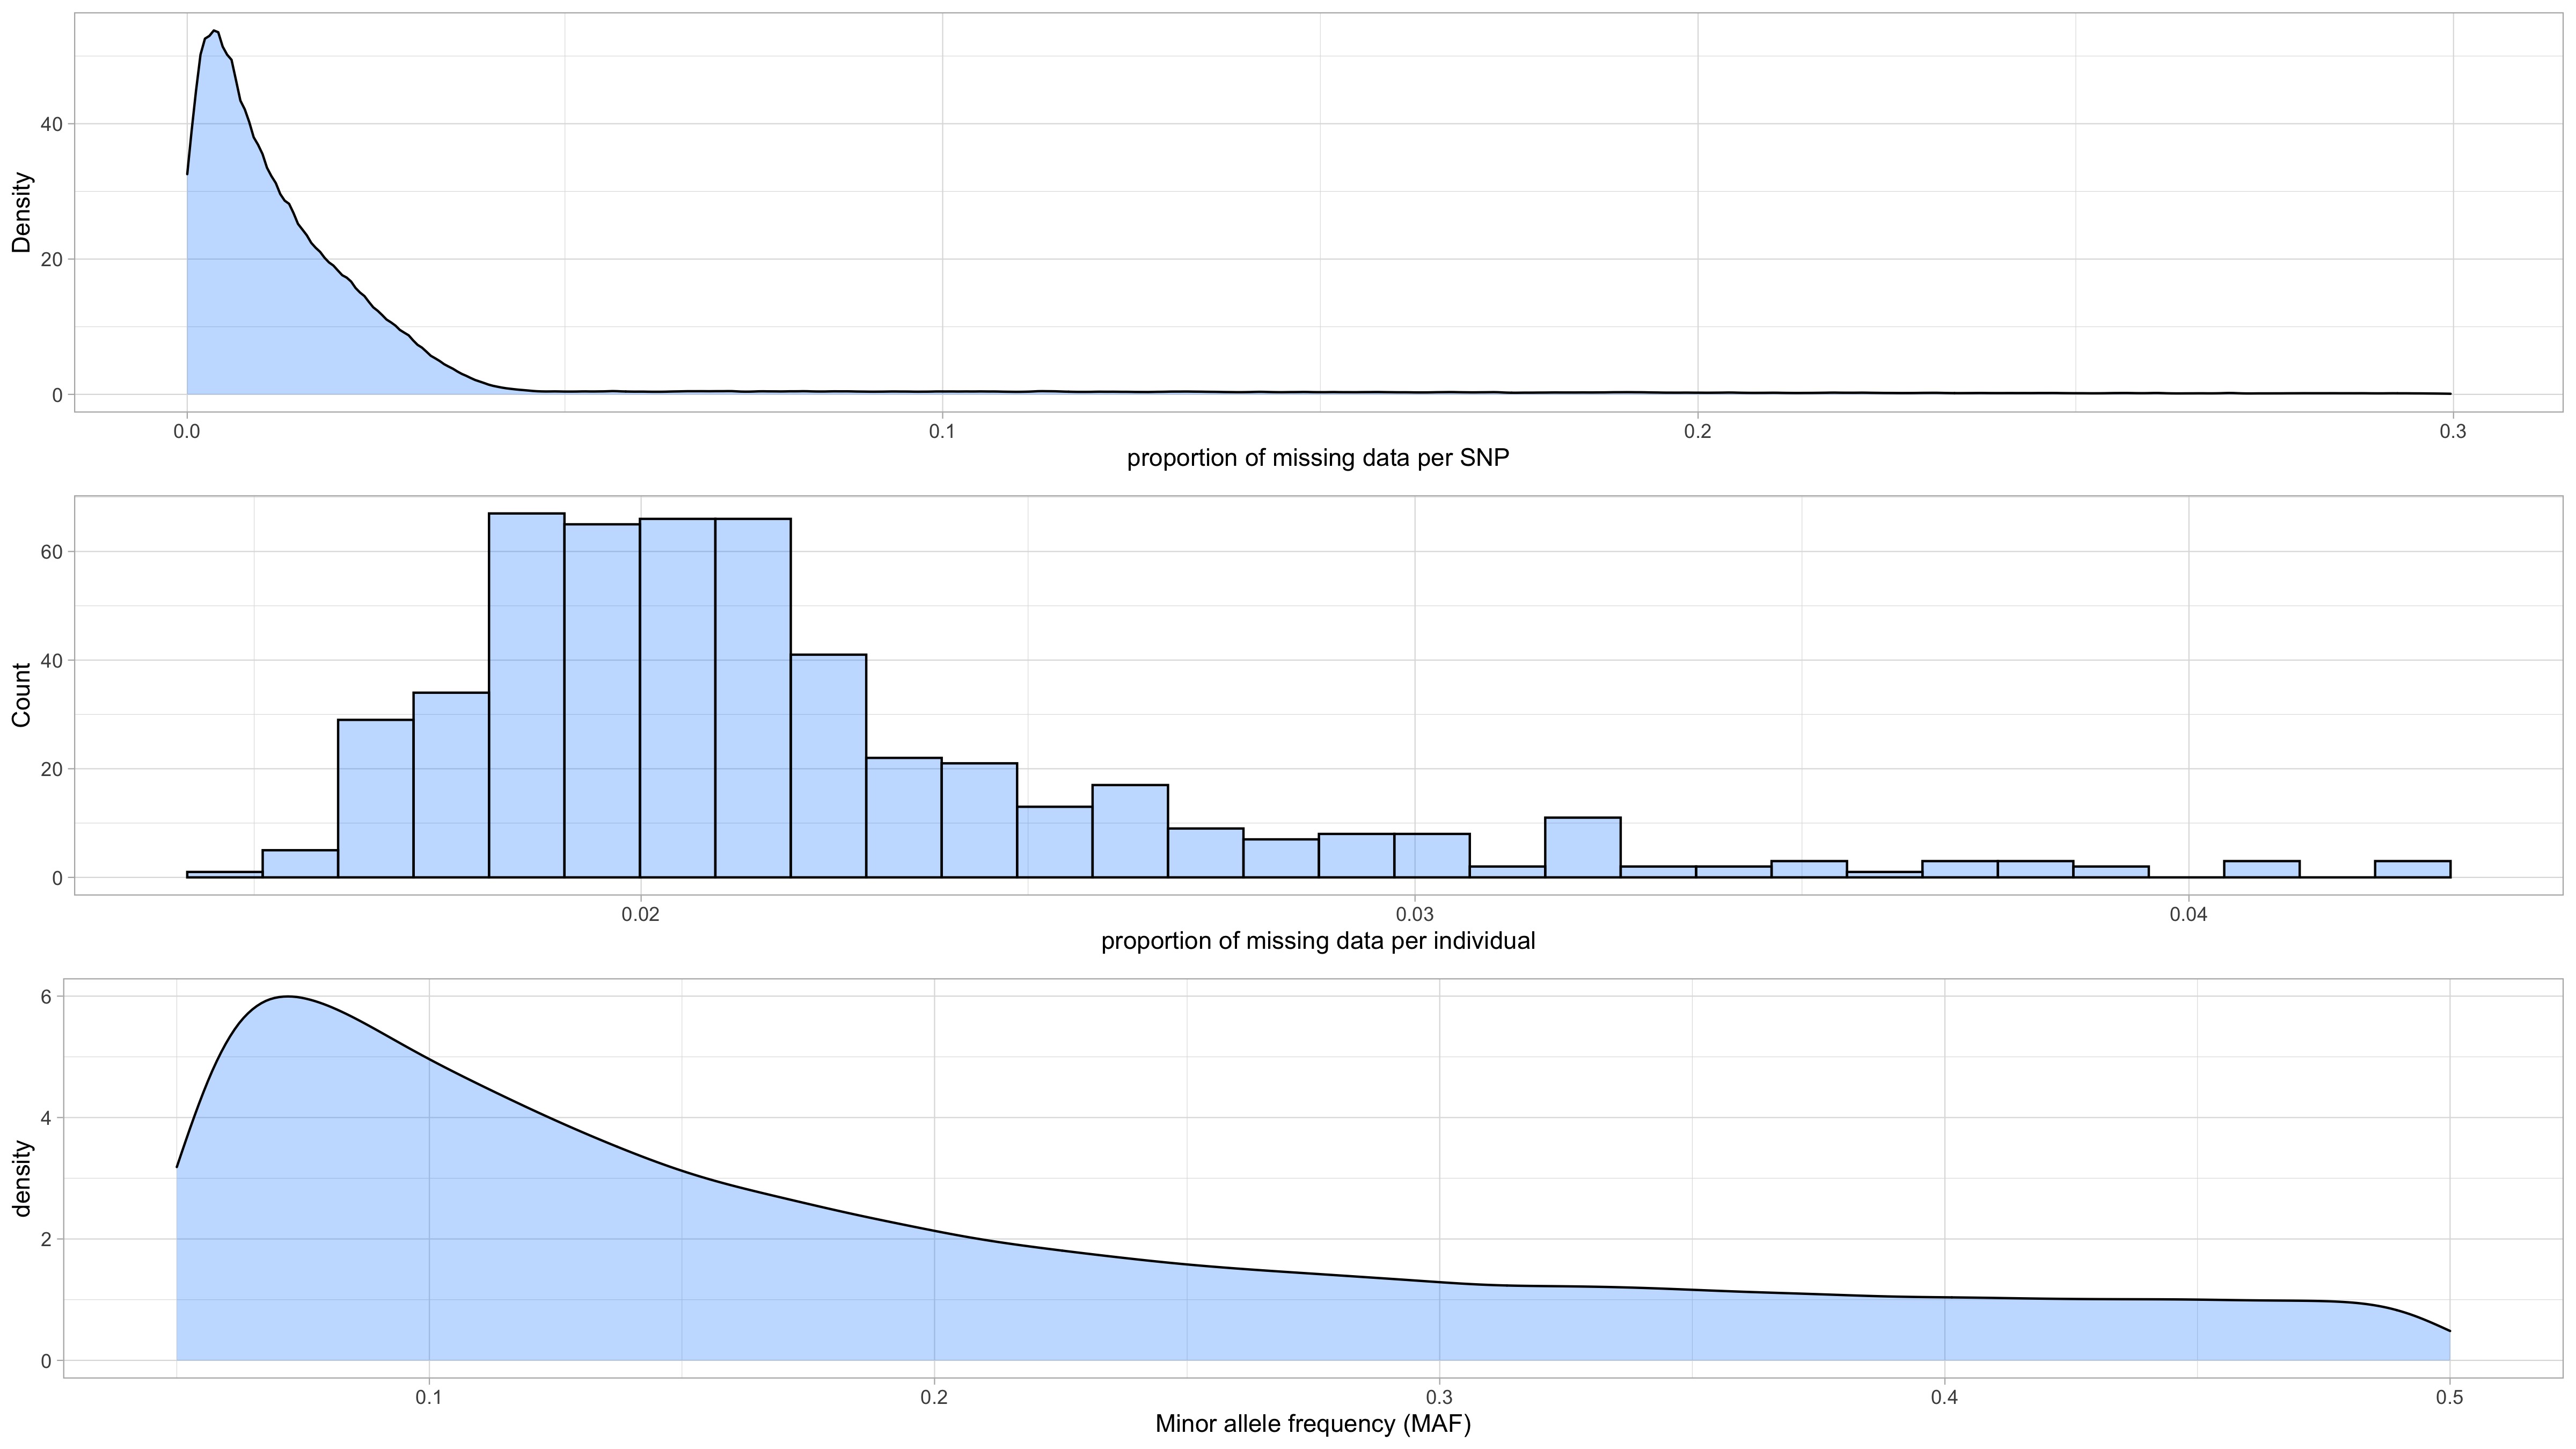 Density
40
20
0
0.0 0.1 0.2 0.3
proportion of missing data per SNP
Count
60
40
20
0
0.02 0.03 0.04
proportion of missing data per individual
density
6
4
2
0
0.1 0.2 0.3 0.4 0.5
Minor allele frequency (MAF)